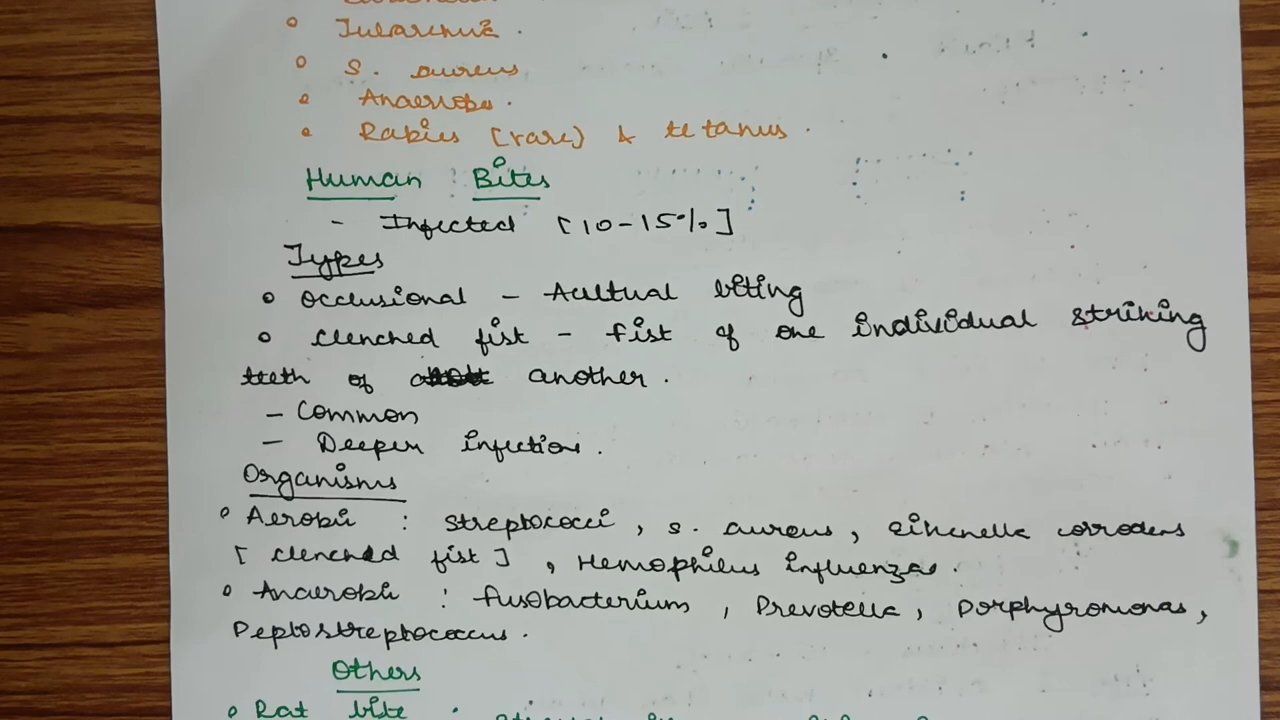 • Tularemia.
• S. aureus
• Anaerobes.
• Rabies [rare] & tetanus.
Human Bites
- Infected [10-15%]
Types
• Occlusional - Acutual biting
• Clenched fist - fist of one individual striking
teeth of another.
- Common
- Deeper infection.
Organisms
• Aerobic : streptococci, s. aureus, eikenella corrodens
[clenched fist], Hemophilus influenzae.
• Anaerobic : fusobacterium, Prevotella, Porphyromonas,
Peptostreptococcus.
Others
• Rat bite :